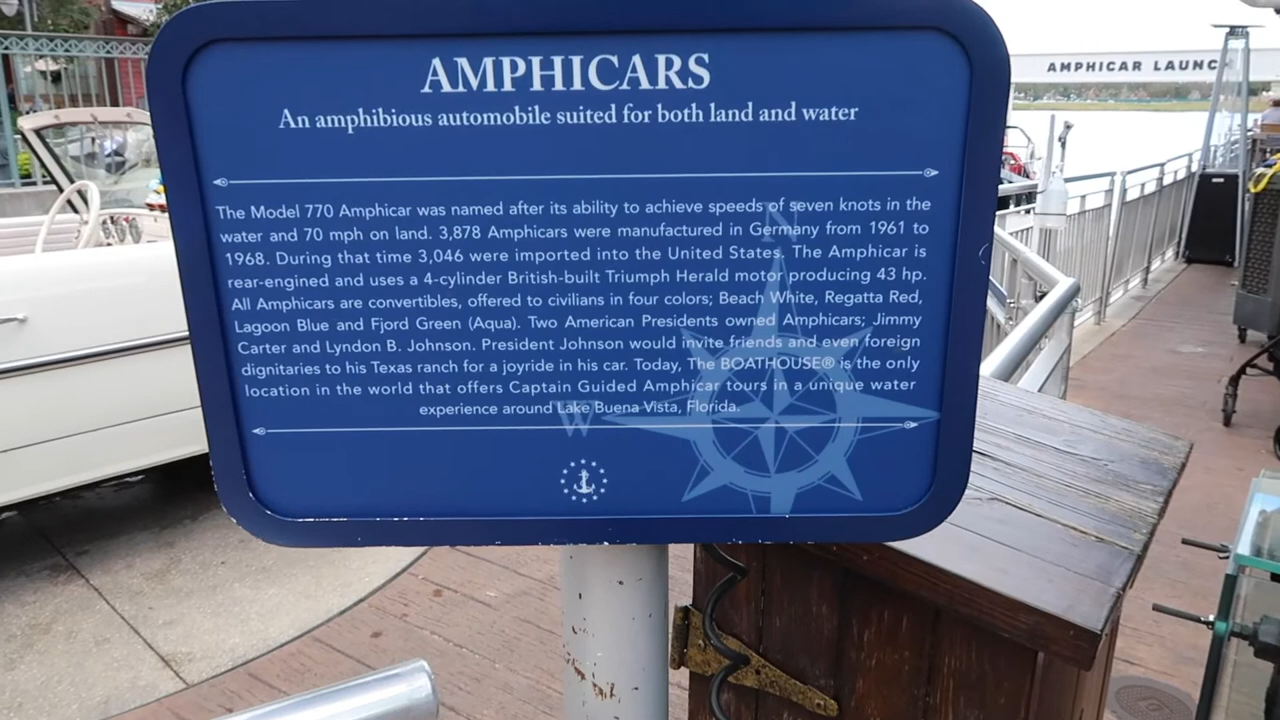 AMPHICARS
An amphibious automobile suited for both land and water
The Model 770 Amphicar was named after its ability to achieve speeds of seven knots in the
water and 70 mph on land. 3,878 Amphicars were manufactured in Germany from 1961 to
1968. During that time 3,046 were imported into the United States. The Amphicar is
rear-engined and uses a 4-cylinder British-built Triumph Herald motor producing 43 hp.
All Amphicars are convertibles, offered to civilians in four colors; Beach White, Regatta Red,
Lagoon Blue and Fjord Green (Aqua). Two American Presidents owned Amphicars; Jimmy
Carter and Lyndon B. Johnson. President Johnson would invite friends and even foreign
dignitaries to his Texas ranch for a joyride in his car. Today, The BOATHOUSE® is the only
location in the world that offers Captain Guided Amphicar tours in a unique water
experience around Lake Buena Vista, Florida.
N
W
AMPHICAR LAUNC